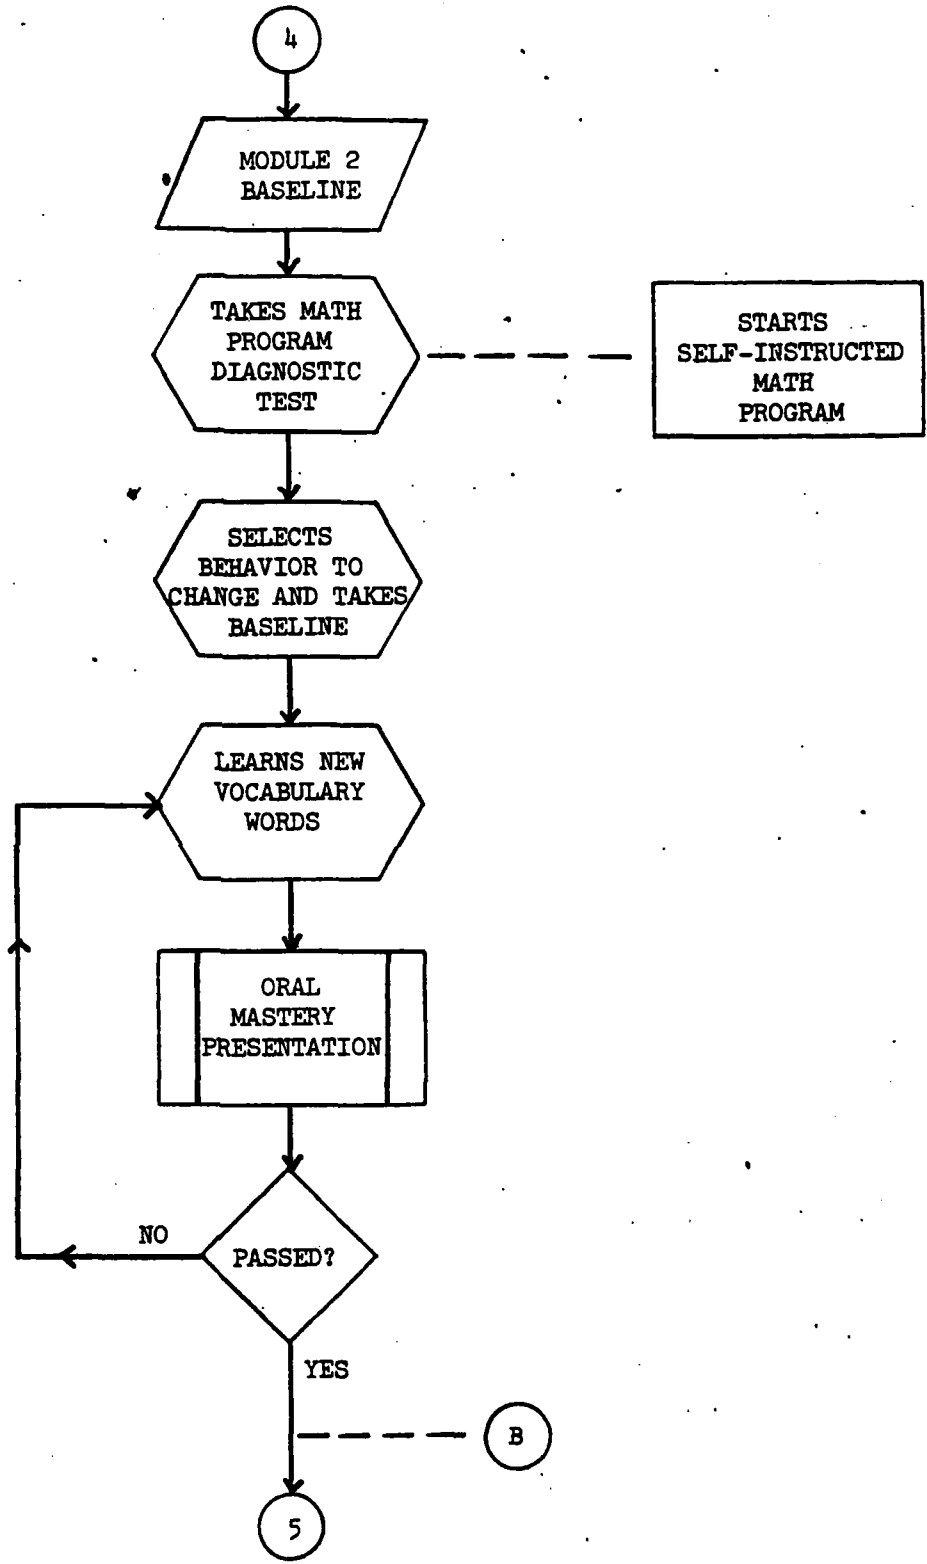 4
MODULE 2
BASELINE
TAKES MATH
PROGRAM
DIAGNOSTIC
TEST
STARTS
SELF-INSTRUCTED
MATH
PROGRAM
SELECTS
BEHAVIOR TO
CHANGE AND TAKES
BASELINE
LEARNS NEW
VOCABULARY
WORDS
ORAL
MASTERY
PRESENTATION
NO
PASSED?
YES
B
5